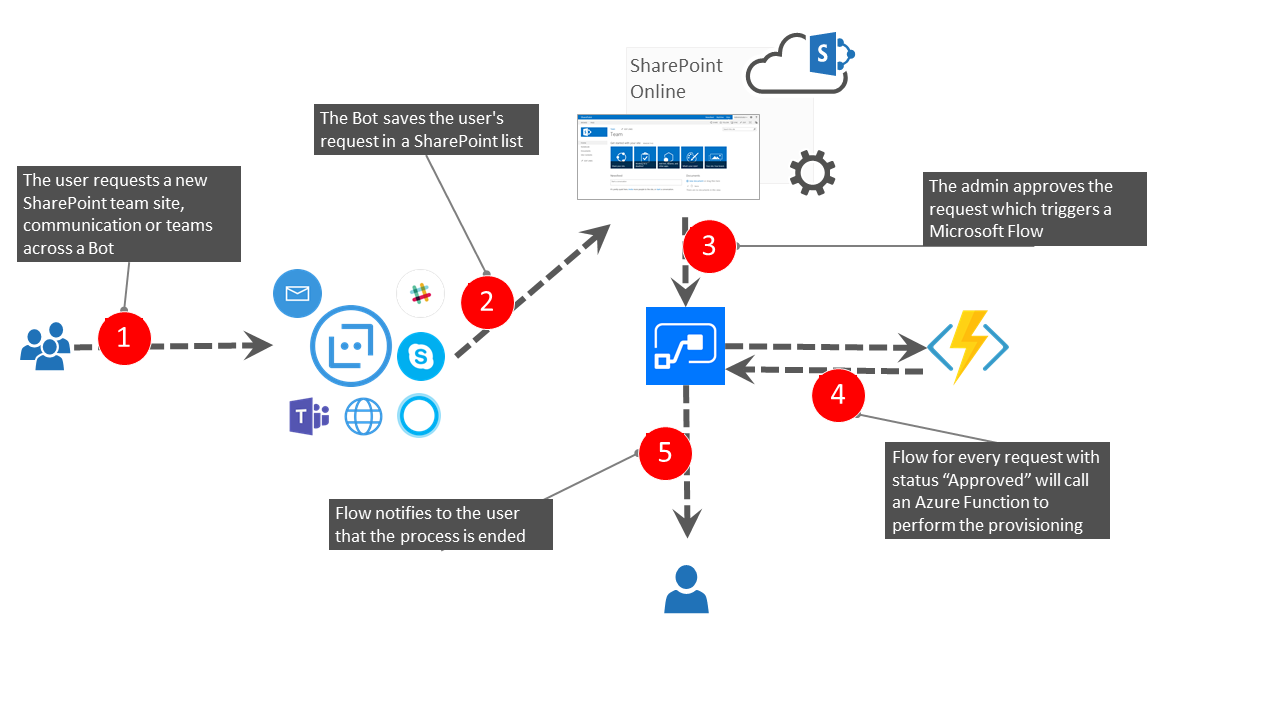 SharePoint
Online
S
Team
The Bot saves the user's
request in a SharePoint list
The user requests a new
SharePoint team site,
communication or teams
across a Bot
The admin approves the
request which triggers a
Microsoft Flow
1
2
3
S
T
4
5
Flow for every request with
status “Approved” will call
an Azure Function to
perform the provisioning
Flow notifies to the user
that the process is ended